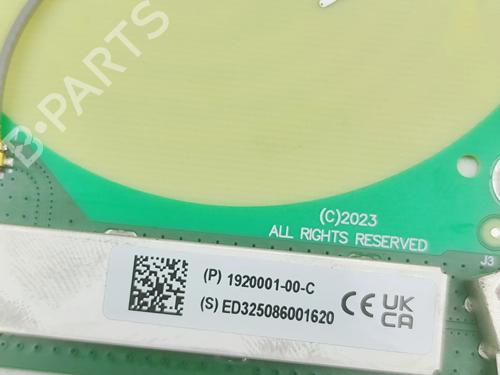 B-PARTS
(C)2023
ALL RIGHTS RESERVED
J3
(P) 1920001-00-C
(S) ED325086001620
CE UK
CA